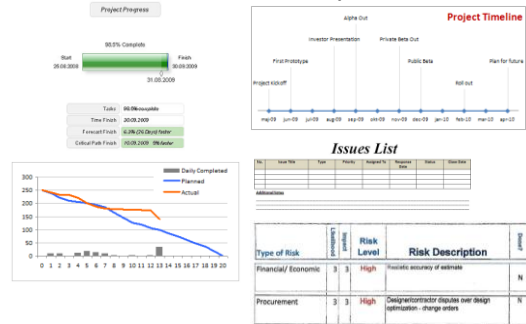 Project Progress
90.9% Complete
Start
Finish
30.09.2009
31.08.2009
Tasks
Time Finish 30.09.2009
Forecast Finish
Critical Path Finish
Daily Completed
Planned
Actual
300
250
200
150
100
50
0
0 1 2 3 4 5 6 7 8 9 10 11 12 13 14 15 16 17 18 19 20
Project Timeline
Alpha Out
Investor Presentation
Private Beta Out
First Prototype
Public Beta
Plan for future
Project Kickoff
Roll out
maj-09 jun-09 jul-09 aug-09 sep-09 okt-09 nov-09 dec-09 jan-10 feb-10 mar-10 apr-10
Issues List
No. Issue Title Type Priority Assigned To Response Date Status Close Date
Additional Notes
Type of Risk Likelihood Impact Risk Level Risk Description
Financial/ Economic 3 3 High Realistic accuracy of estimate N
Procurement 3 3 High Designer/contractor disputes over design optimization - change orders N